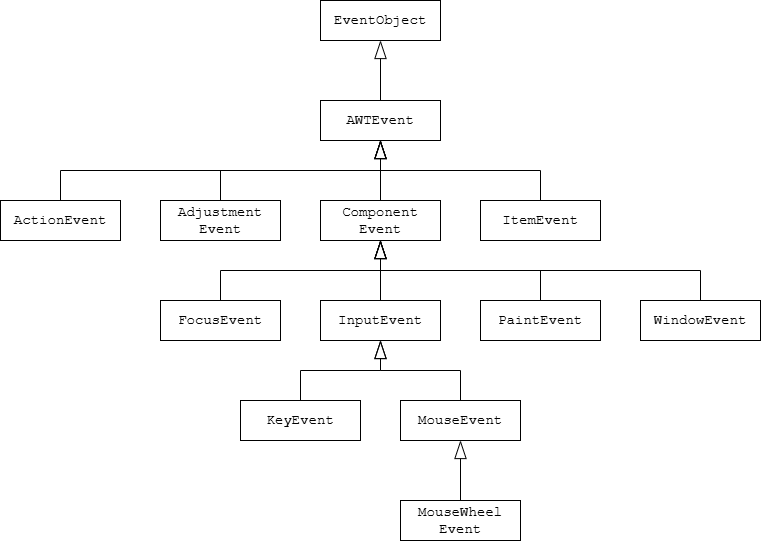 EventObject
AWTEvent
ActionEvent
Adjustment
Event
Component
Event
ItemEvent
FocusEvent
InputEvent
PaintEvent
WindowEvent
KeyEvent
MouseEvent
MouseWheel
Event